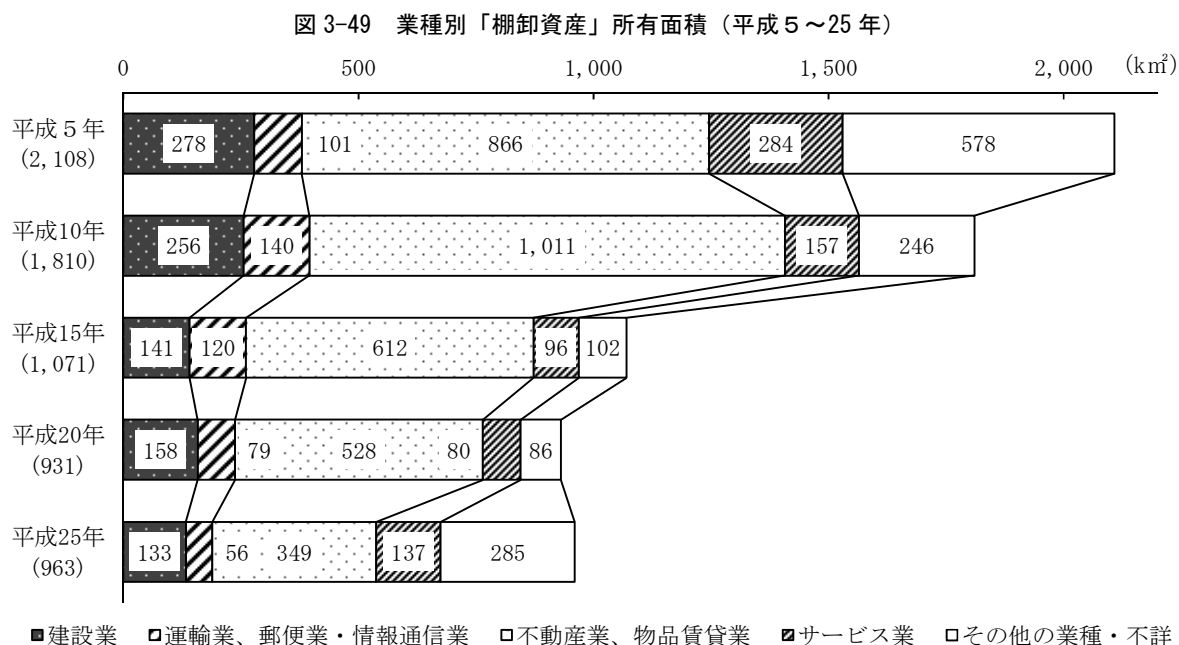 図 3-49　業種別「棚卸資産」所有面積（平成５～25 年）
0 500 1,000 1,500 2,000 (k㎡)
平成５年
(2,108)
278 101 866 284 578
平成10年
(1,810)
256 140 1,011 157 246
平成15年
(1,071)
141 120 612 96 102
平成20年
(931)
158 79 528 80 86
平成25年
(963)
133 56 349 137 285
建設業 運輸業、郵便業・情報通信業 不動産業、物品賃貸業 サービス業 その他の業種・不詳